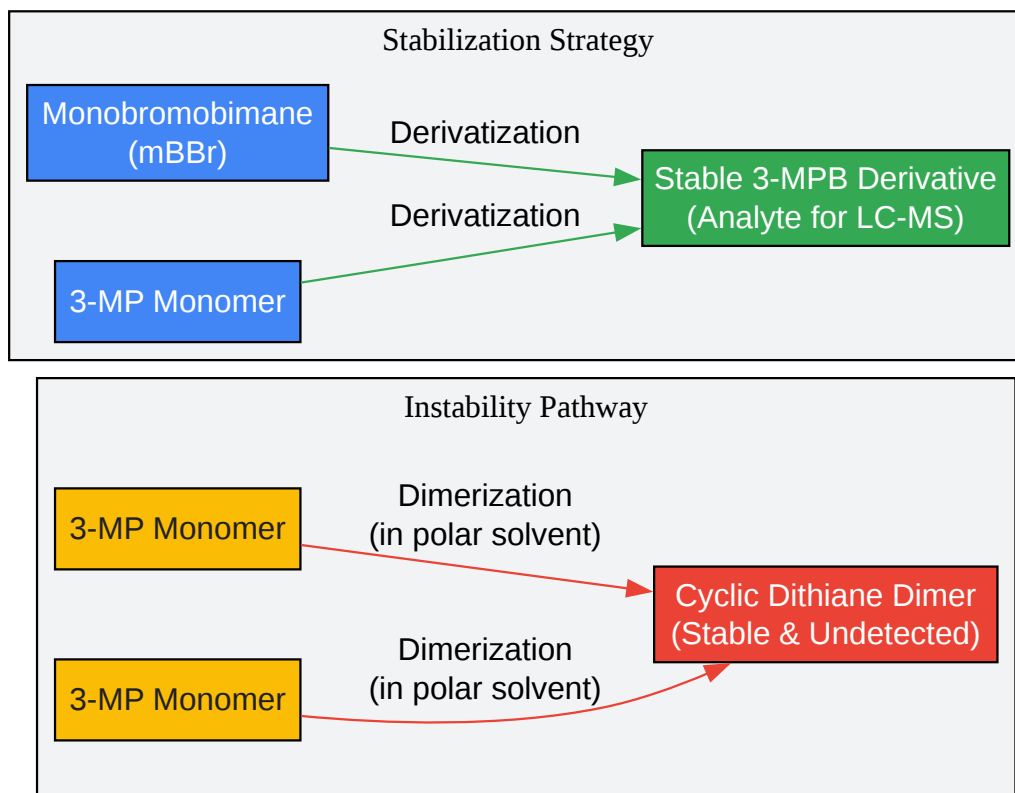 Stabilization Strategy
Monobromobimane
(mBBr)
Derivatization
Stable 3-MPB Derivative
(Analyte for LC-MS)
Derivatization
3-MP Monomer
Instability Pathway
3-MP Monomer
Dimerization
(in polar solvent)
Cyclic Dithiane Dimer
(Stable & Undetected)
Dimerization
(in polar solvent)
3-MP Monomer